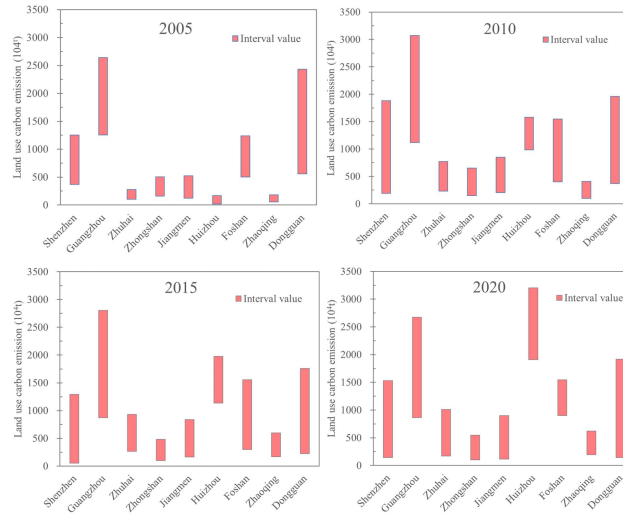 2005
Interval value
Land use carbon emission (104t)
3500
3000
2500
2000
1500
1000
500
0
Shenzhen
Guangzhou
Zhuhai
Zhongshan
Jiangmen
Huizhou
Foshan
Zhaoqing
Dongguan
2010
Interval value
Land use carbon emission (104t)
3500
3000
2500
2000
1500
1000
500
0
Shenzhen
Guangzhou
Zhuhai
Zhongshan
Jiangmen
Huizhou
Foshan
Zhaoqing
Dongguan
2015
Interval value
Land use carbon emission (10⁴t)
3500
3000
2500
2000
1500
1000
500
0
Shenzhen
Guangzhou
Zhuhai
Zhongshan
Jiangmen
Huizhou
Foshan
Zhaoqing
Dongguan
2020
Interval value
Land use carbon emission (10⁴t)
3500
3000
2500
2000
1500
1000
500
0
Shenzhen
Guangzhou
Zhuhai
Zhongshan
Jiangmen
Huizhou
Foshan
Zhaoqing
Dongguan